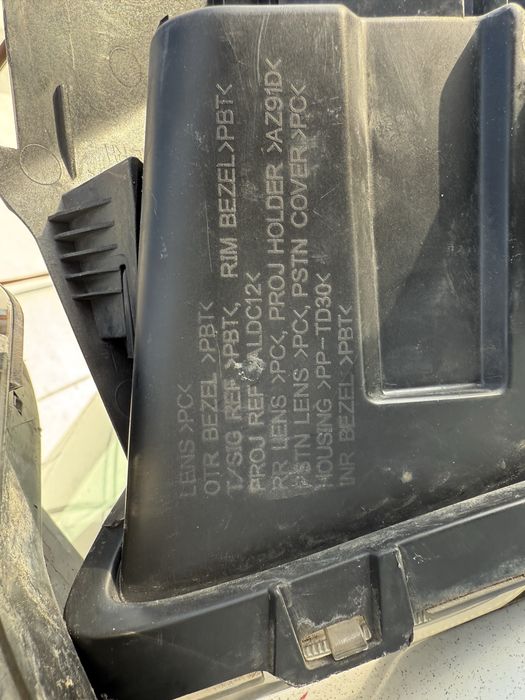 LENS >PC<
OTR BEZEL >PBT<
T/SIG REF >PBT<, RIM BEZEL >PBT<
PROJ REF >ALDC12<
RR LENS >PC<, PROJ HOLDER >AZ91D<
PSTN LENS >PC<, PSTN COVER >PC<
HOUSING >PP-TD30<
INR BEZEL >PBT<